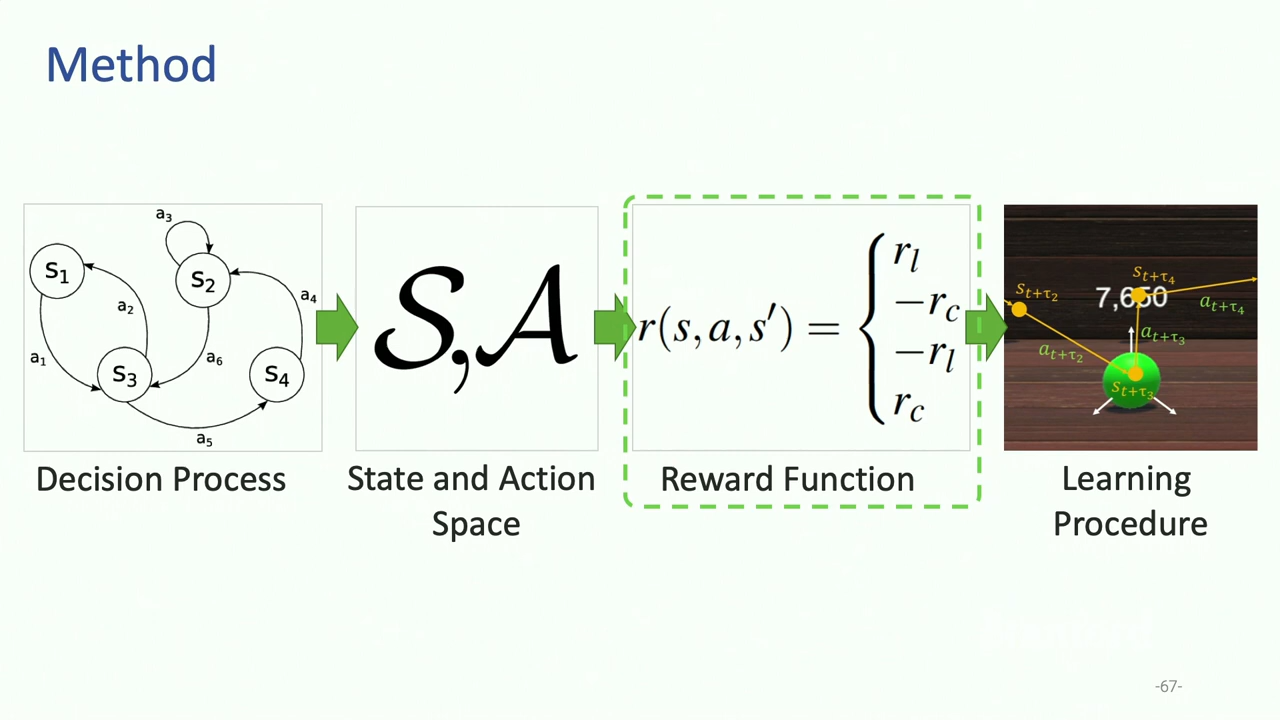 Method
a₃
s₁
s₂
a₂
a₄
a₁
a₆
s₃
s₄
a₅
Decision Process
𝒮,𝒜
State and Action
Space
r(s, a, s′) = {
r_l
−r_c
−r_l
r_c
Reward Function
s_{t+τ₄}
s_{t+τ₂}
7,650
a_{t+τ₄}
a_{t+τ₃}
a_{t+τ₂}
s_{t+τ₃}
Learning
Procedure
-67-